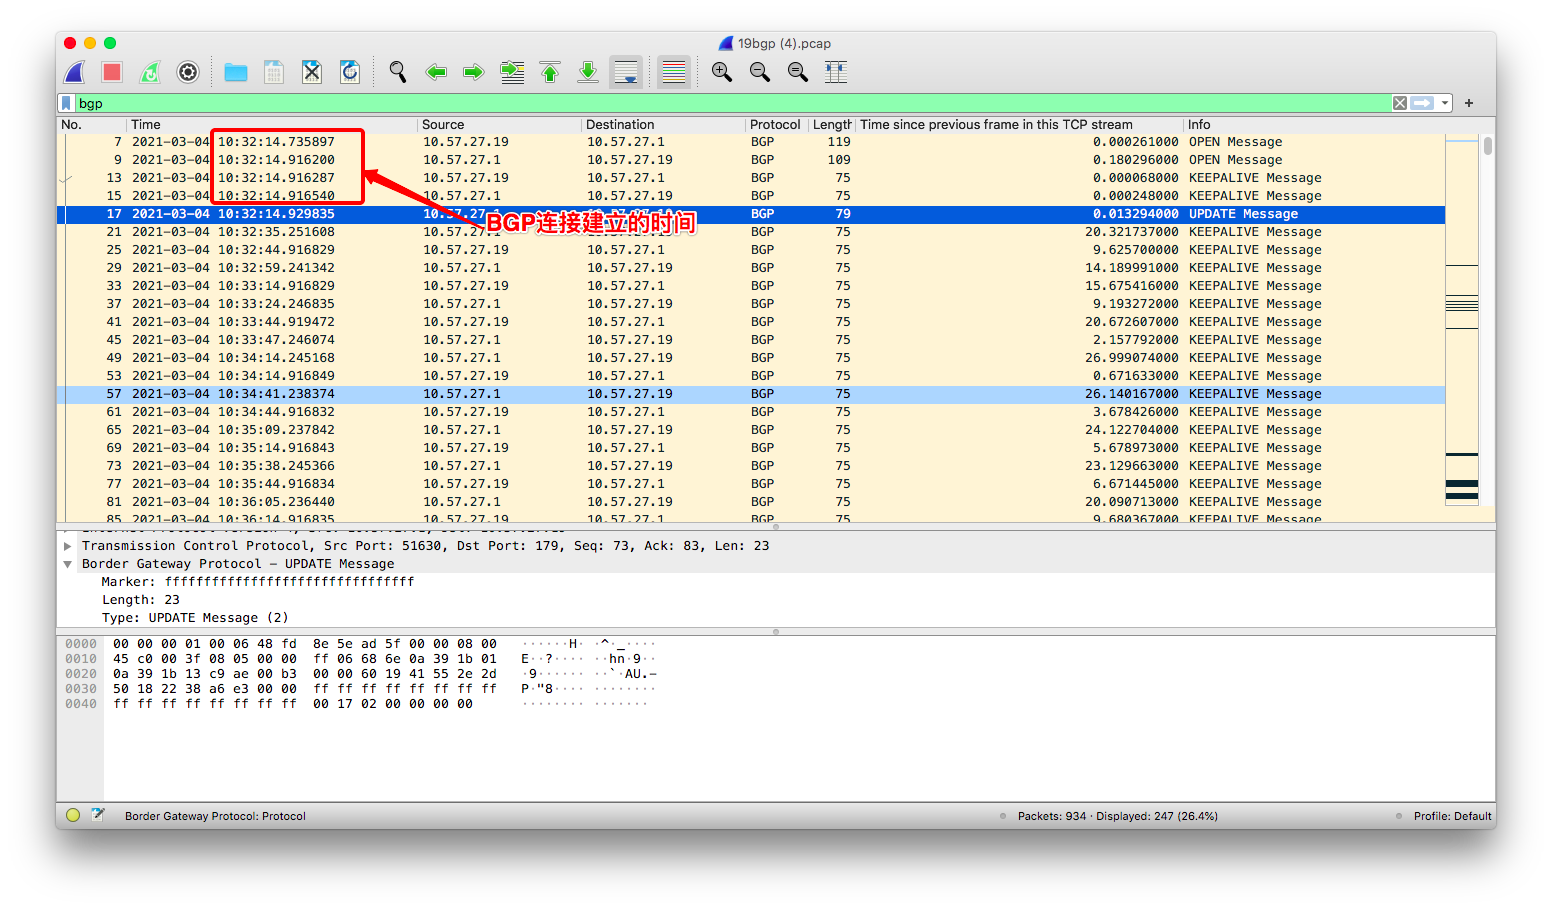 19bgp (4).pcap
bgp
No. Time Source Destination Protocol Length Time since previous frame in this TCP stream Info
7 2021-03-04 10:32:14.735897 10.57.27.19 10.57.27.1 BGP 119 0.000261000 OPEN Message
9 2021-03-04 10:32:14.916200 10.57.27.1 10.57.27.19 BGP 109 0.180296000 OPEN Message
13 2021-03-04 10:32:14.916287 10.57.27.19 10.57.27.1 BGP 75 0.000068000 KEEPALIVE Message
15 2021-03-04 10:32:14.916540 10.57.27.1 10.57.27.19 BGP 75 0.000248000 KEEPALIVE Message
17 2021-03-04 10:32:14.929835 BGP 79 0.013294000 UPDATE Message
BGP连接建立的时间
21 2021-03-04 10:32:35.251608 10.57.27.1 10.57.27.19 BGP 75 20.321737000 KEEPALIVE Message
25 2021-03-04 10:32:44.916829 10.57.27.19 10.57.27.1 BGP 75 9.625700000 KEEPALIVE Message
29 2021-03-04 10:32:59.241342 10.57.27.1 10.57.27.19 BGP 75 14.189991000 KEEPALIVE Message
33 2021-03-04 10:33:14.916829 10.57.27.19 10.57.27.1 BGP 75 15.675416000 KEEPALIVE Message
37 2021-03-04 10:33:24.246835 10.57.27.1 10.57.27.19 BGP 75 9.193272000 KEEPALIVE Message
41 2021-03-04 10:33:44.919472 10.57.27.19 10.57.27.1 BGP 75 20.672607000 KEEPALIVE Message
45 2021-03-04 10:33:47.246074 10.57.27.1 10.57.27.19 BGP 75 2.157792000 KEEPALIVE Message
49 2021-03-04 10:34:14.245168 10.57.27.1 10.57.27.19 BGP 75 26.999074000 KEEPALIVE Message
53 2021-03-04 10:34:14.916849 10.57.27.19 10.57.27.1 BGP 75 0.671633000 KEEPALIVE Message
57 2021-03-04 10:34:41.238374 10.57.27.1 10.57.27.19 BGP 75 26.140167000 KEEPALIVE Message
61 2021-03-04 10:34:44.916832 10.57.27.19 10.57.27.1 BGP 75 3.678426000 KEEPALIVE Message
65 2021-03-04 10:35:09.237842 10.57.27.1 10.57.27.19 BGP 75 24.122704000 KEEPALIVE Message
69 2021-03-04 10:35:14.916843 10.57.27.19 10.57.27.1 BGP 75 5.678973000 KEEPALIVE Message
73 2021-03-04 10:35:38.245366 10.57.27.1 10.57.27.19 BGP 75 23.129663000 KEEPALIVE Message
77 2021-03-04 10:35:44.916834 10.57.27.19 10.57.27.1 BGP 75 6.671445000 KEEPALIVE Message
81 2021-03-04 10:36:05.236440 10.57.27.1 10.57.27.19 BGP 75 20.090713000 KEEPALIVE Message
85 2021-03-04 10:36:14.916835 10.57.27.19 10.57.27.1 BGP 75 9.680367000 KEEPALIVE Message
Transmission Control Protocol, Src Port: 51630, Dst Port: 179, Seq: 73, Ack: 83, Len: 23
Border Gateway Protocol – UPDATE Message
Marker: ffffffffffffffffffffffffffffffff
Length: 23
Type: UPDATE Message (2)
0000 00 00 00 01 00 06 48 fd 8e 5e ad 5f 00 00 08 00 ······H· ·^·_····
0010 45 c0 00 3f 08 05 00 00 ff 06 68 6e 0a 39 1b 01 E··?···· ··hn·9··
0020 0a 39 1b 13 c9 ae 00 b3 00 00 60 19 41 55 2e 2d ·9······ ··`·AU.–
0030 50 18 22 38 a6 e3 00 00 ff ff ff ff ff ff ff ff P·"8···· ········
0040 ff ff ff ff ff ff ff ff 00 17 02 00 00 00 00 ········ ·······
Border Gateway Protocol: Protocol Packets: 934 · Displayed: 247 (26.4%) Profile: Default